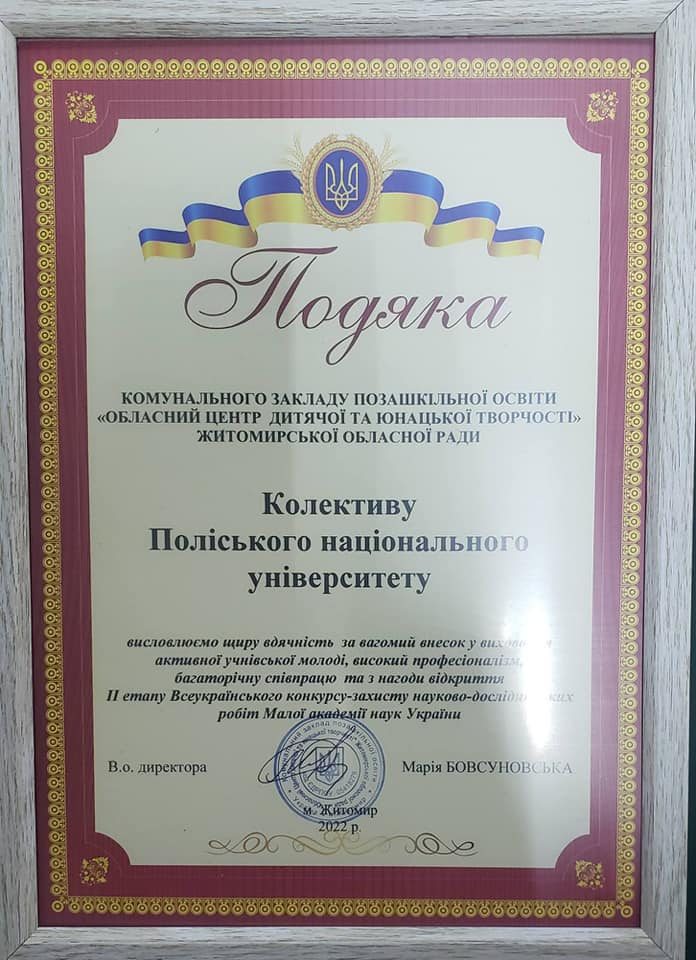 Подяка
КОМУНАЛЬНОГО ЗАКЛАДУ ПОЗАШКІЛЬНОЇ ОСВІТИ
«ОБЛАСНИЙ ЦЕНТР ДИТЯЧОЇ ТА ЮНАЦЬКОЇ ТВОРЧОСТІ»
ЖИТОМИРСЬКОЇ ОБЛАСНОЇ РАДИ
Колективу
Поліського національного
університету
висловлюємо щиру вдячність за вагомий внесок у
активної учнівської молоді, високий професіоналізм,
багаторічну співпрацю та з нагоди відкриття
ІІ етапу Всеукраїнського конкурсу-захисту науково-дослідницьких
робіт Малої академії наук України
В.о. директора
Марія БОВСУНОВСЬКА
м. Житомир
2022 р.